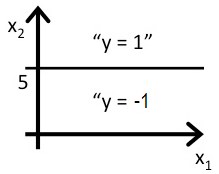 x2
“y = 1”
5
“y = -1
x1